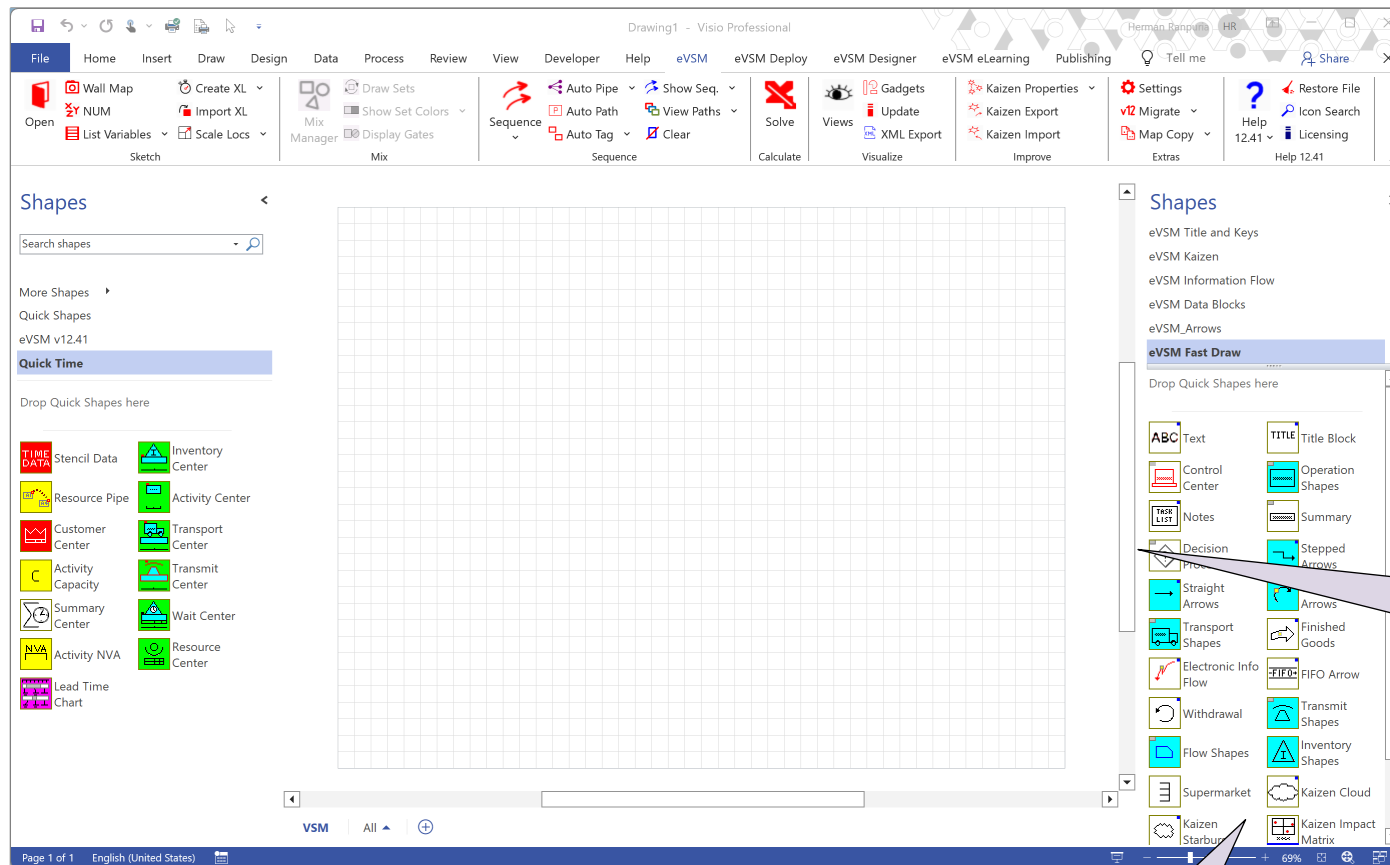 Drawing1 - Visio Professional
Herman Ranpuria HR
File Home Insert Draw Design Data Process Review View Developer Help eVSM eVSM Deploy eVSM Designer eVSM eLearning Publishing Tell me Share
Open
Wall Map
NUM
List Variables
Create XL
Import XL
Scale Locs
Sketch
Mix
Manager
Draw Sets
Show Set Colors
Display Gates
Mix
Sequence
Auto Pipe
Auto Path
Auto Tag
Show Seq.
View Paths
Clear
Sequence
Solve
Calculate
Views
Gadgets
Update
XML Export
Visualize
Kaizen Properties
Kaizen Export
Kaizen Import
Improve
Settings
v12 Migrate
Map Copy
Extras
Help
12.41
Restore File
Icon Search
Licensing
Help 12.41
Shapes
Search shapes
More Shapes
Quick Shapes
eVSM v12.41
Quick Time
Drop Quick Shapes here
TIME
DATA
Stencil Data
Inventory
Center
Resource Pipe
Activity Center
Customer
Center
Transport
Center
C
Activity
Capacity
Transmit
Center
Summary
Center
Wait Center
NVA
Activity NVA
Resource
Center
Lead Time
Chart
VSM All
Shapes
eVSM Title and Keys
eVSM Kaizen
eVSM Information Flow
eVSM Data Blocks
eVSM_Arrows
eVSM Fast Draw
Drop Quick Shapes here
ABC Text
TITLE Title Block
Control
Center
Operation
Shapes
TASK
LIST
Notes
Summary
Decision
Stepped
Arrows
Straight
Arrows
Arrows
Transport
Shapes
Finished
Goods
Electronic Info
Flow
FIFO FIFO Arrow
Withdrawal
Transmit
Shapes
Flow Shapes
I
Inventory
Shapes
Supermarket
Kaizen Cloud
Kaizen
Kaizen Impact
Matrix
Page 1 of 1 English (United States) 69%